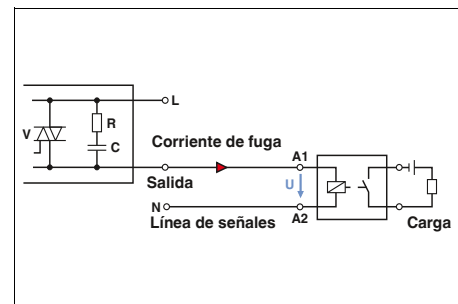 L
V
R
C
Corriente de fuga
A1
Salida
U
N
A2
Línea de señales
Carga